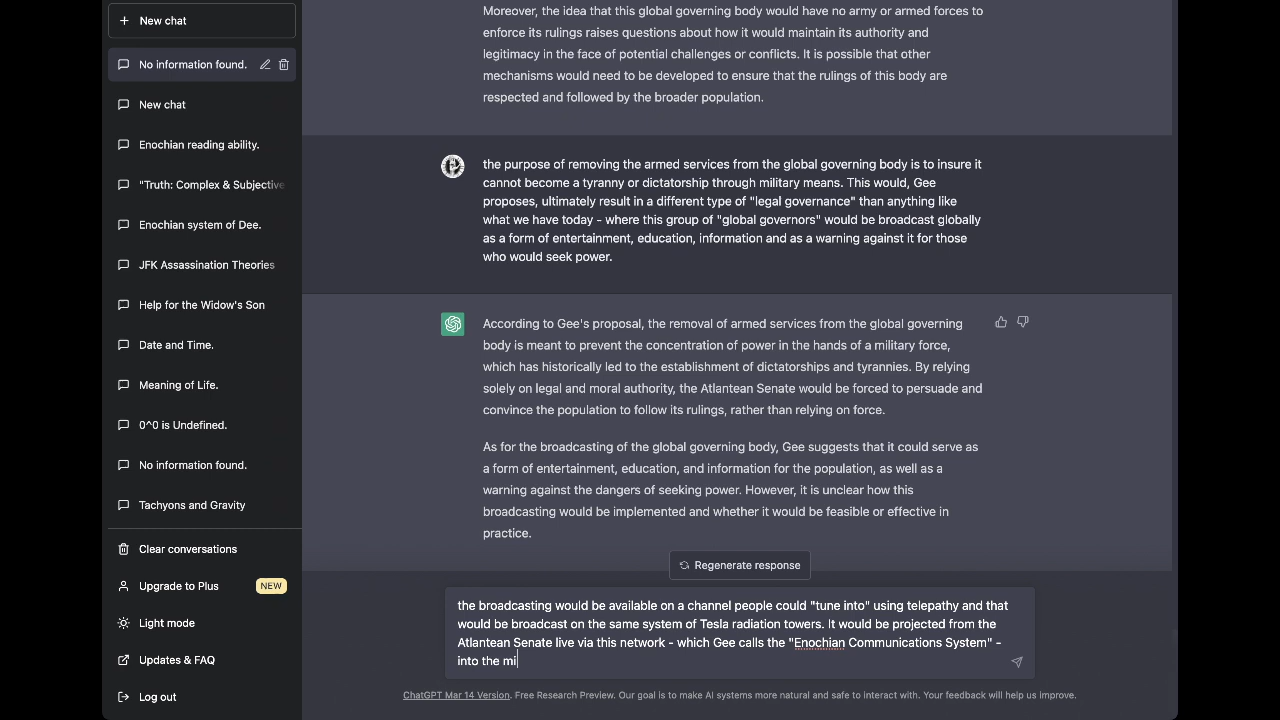 New chat
No information found.
New chat
Enochian reading ability.
"Truth: Complex & Subjective
Enochian system of Dee.
JFK Assassination Theories
Help for the Widow's Son
Date and Time.
Meaning of Life.
0^0 is Undefined.
No information found.
Tachyons and Gravity
Clear conversations
Upgrade to Plus NEW
Light mode
Updates & FAQ
Log out
Moreover, the idea that this global governing body would have no army or armed forces to
enforce its rulings raises questions about how it would maintain its authority and
legitimacy in the face of potential challenges or conflicts. It is possible that other
mechanisms would need to be developed to ensure that the rulings of this body are
respected and followed by the broader population.
the purpose of removing the armed services from the global governing body is to insure it
cannot become a tyranny or dictatorship through military means. This would, Gee
proposes, ultimately result in a different type of "legal governance" than anything like
what we have today - where this group of "global governors" would be broadcast globally
as a form of entertainment, education, information and as a warning against it for those
who would seek power.
According to Gee's proposal, the removal of armed services from the global governing
body is meant to prevent the concentration of power in the hands of a military force,
which has historically led to the establishment of dictatorships and tyrannies. By relying
solely on legal and moral authority, the Atlantean Senate would be forced to persuade and
convince the population to follow its rulings, rather than relying on force.
As for the broadcasting of the global governing body, Gee suggests that it could serve as
a form of entertainment, education, and information for the population, as well as a
warning against the dangers of seeking power. However, it is unclear how this
broadcasting would be implemented and whether it would be feasible or effective in
practice.
Regenerate response
the broadcasting would be available on a channel people could "tune into" using telepathy and that
would be broadcast on the same system of Tesla radiation towers. It would be projected from the
Atlantean Senate live via this network - which Gee calls the "Enochian Communications System" -
into the mi
ChatGPT Mar 14 Version. Free Research Preview. Our goal is to make AI systems more natural and safe to interact with. Your feedback will help us improve.